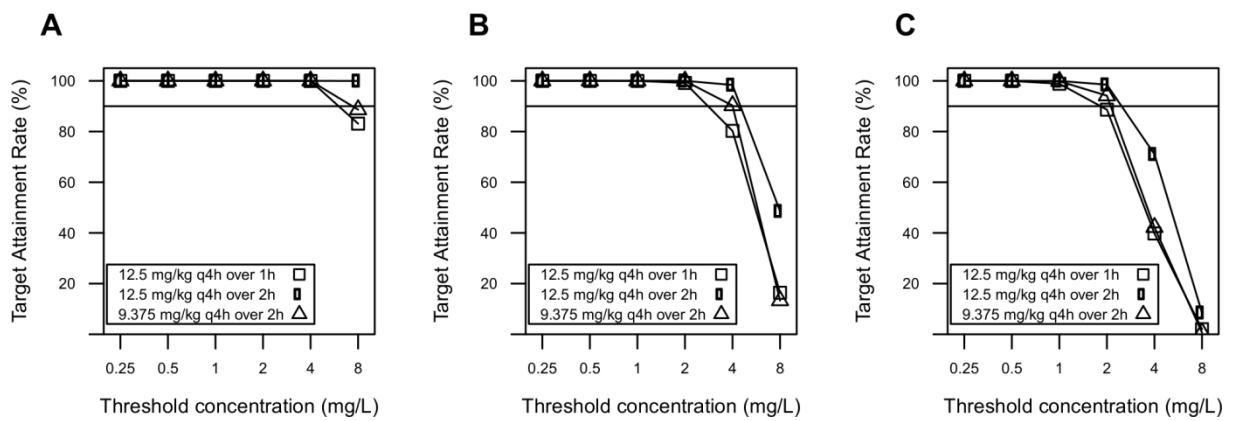 A
Target Attainment Rate (%)
100
80
60
40
20
12.5 mg/kg q4h over 1h
12.5 mg/kg q4h over 2h
9.375 mg/kg q4h over 2h
0.25 0.5 1 2 4 8
Threshold concentration (mg/L)
B
Target Attainment Rate (%)
100
80
60
40
20
12.5 mg/kg q4h over 1h
12.5 mg/kg q4h over 2h
9.375 mg/kg q4h over 2h
0.25 0.5 1 2 4 8
Threshold concentration (mg/L)
C
Target Attainment Rate (%)
100
80
60
40
20
12.5 mg/kg q4h over 1h
12.5 mg/kg q4h over 2h
9.375 mg/kg q4h over 2h
0.25 0.5 1 2 4 8
Threshold concentration (mg/L)